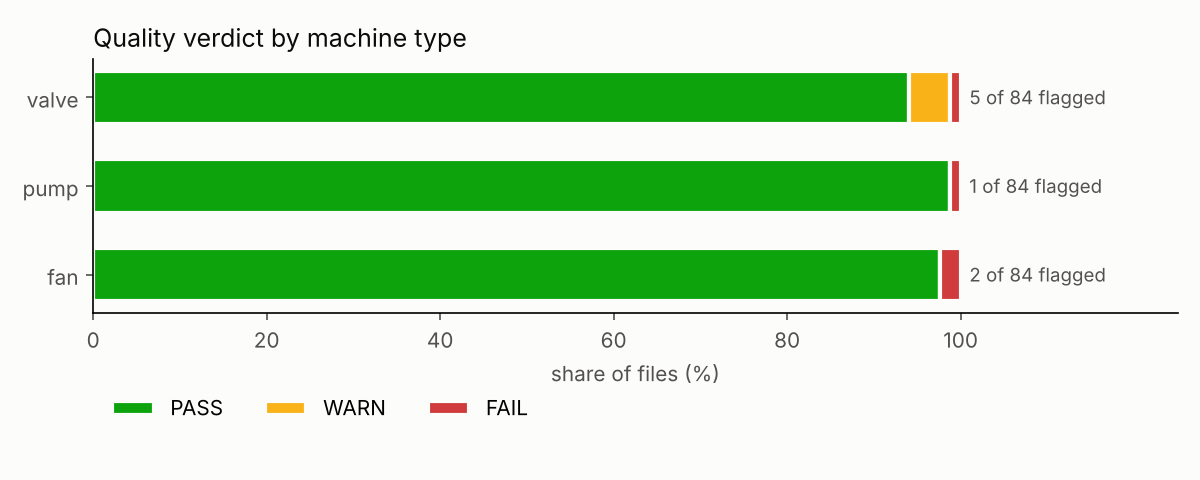 Quality verdict by machine type
valve
5 of 84 flagged
pump
1 of 84 flagged
fan
2 of 84 flagged
0 20 40 60 80 100
share of files (%)
PASS WARN FAIL